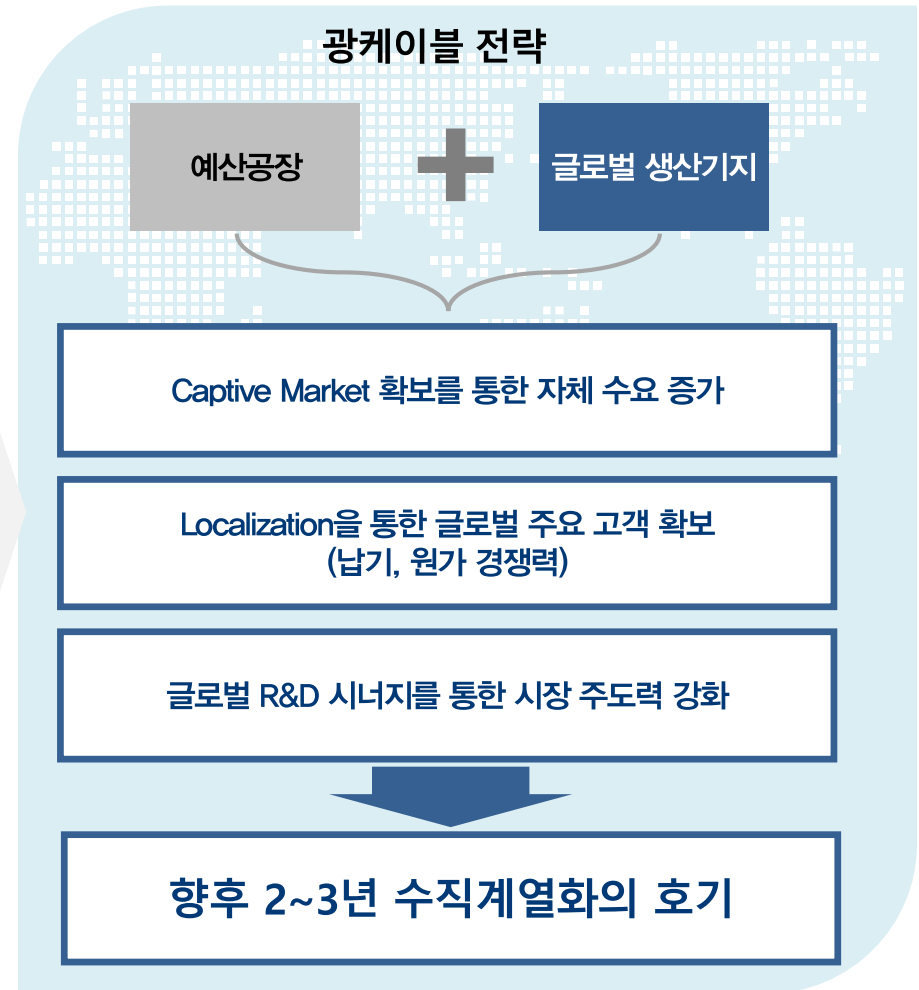 광케이블 전략
예산공장
글로벌 생산기지
Captive Market 확보를 통한 자체 수요 증가
Localization을 통한 글로벌 주요 고객 확보
(납기, 원가 경쟁력)
글로벌 R&D 시너지를 통한 시장 주도력 강화
향후 2~3년 수직계열화의 호기